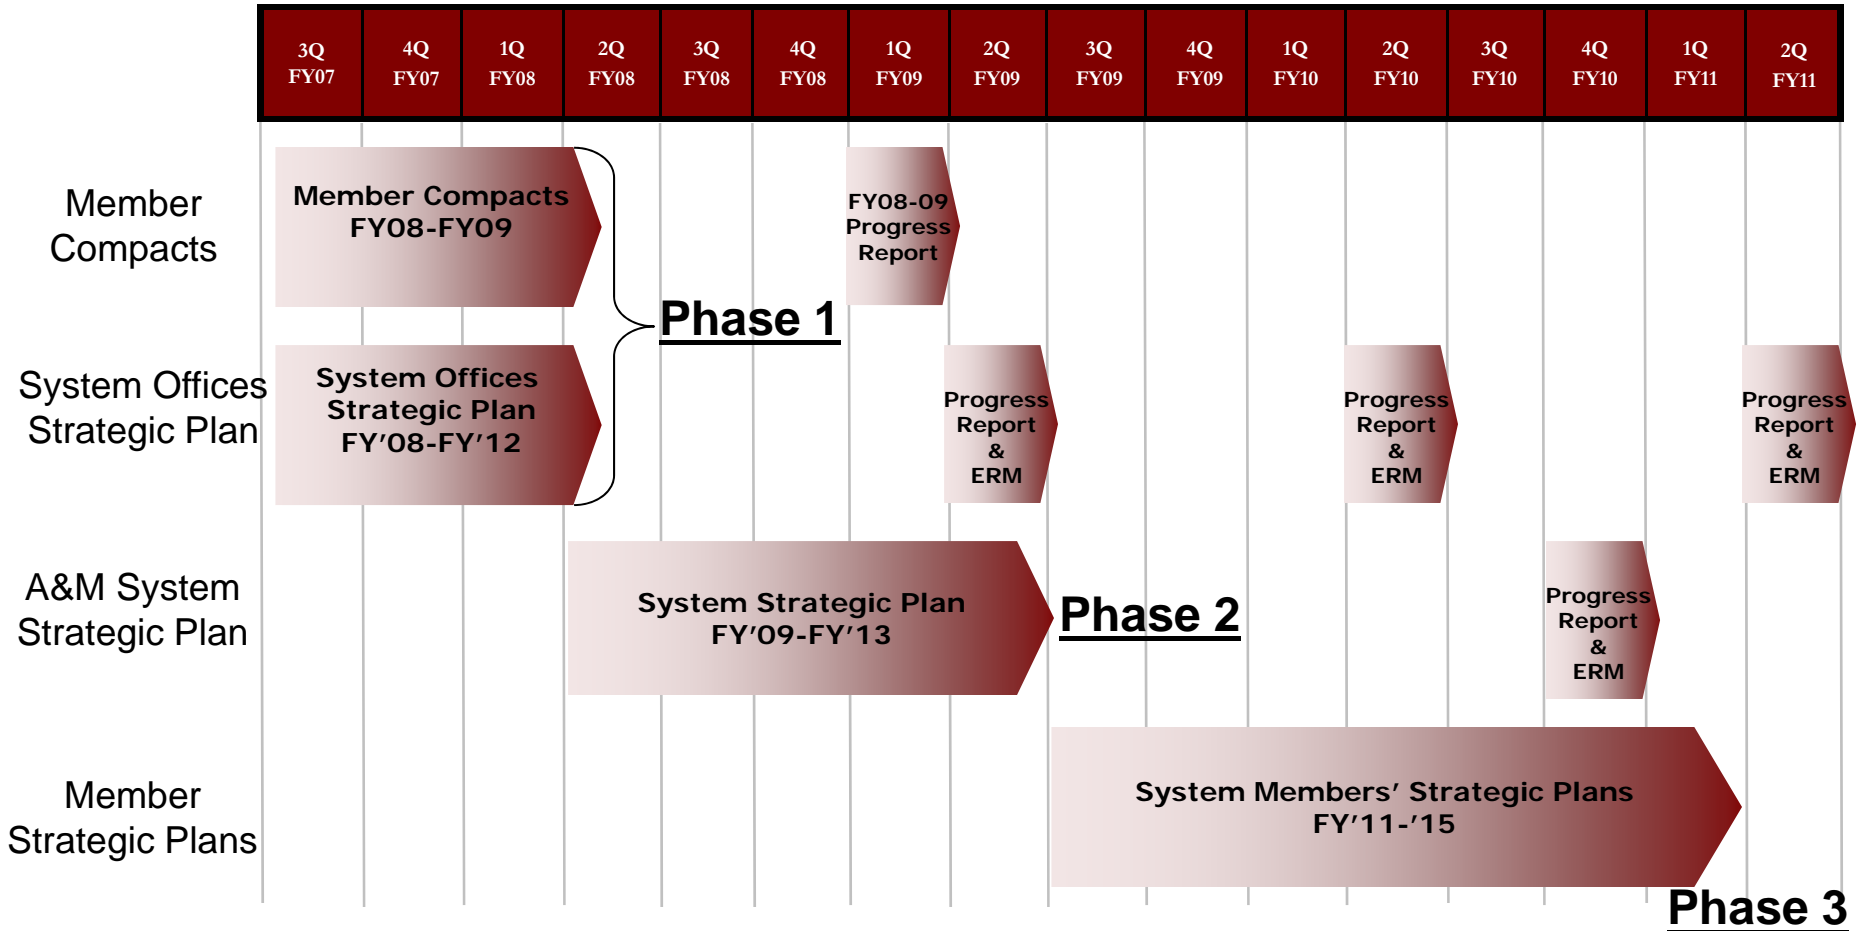 3Q 4Q 1Q 2Q 3Q 4Q 1Q 2Q 3Q 4Q 1Q 2Q 3Q 4Q 1Q 2Q
FY07 FY07 FY08 FY08 FY08 FY08 FY09 FY09 FY09 FY09 FY10 FY10 FY10 FY10 FY11 FY11
Member
Compacts
Member Compacts
FY08-FY09
FY08-09
Progress
Report
Phase 1
System Offices
Strategic Plan
System Offices
Strategic Plan
FY'08-FY'12
Progress
Report
&
ERM
Progress
Report
&
ERM
Progress
Report
&
ERM
A&M System
Strategic Plan
System Strategic Plan
FY'09-FY'13
Phase 2
Progress
Report
&
ERM
Member
Strategic Plans
System Members' Strategic Plans
FY'11-'15
Phase 3